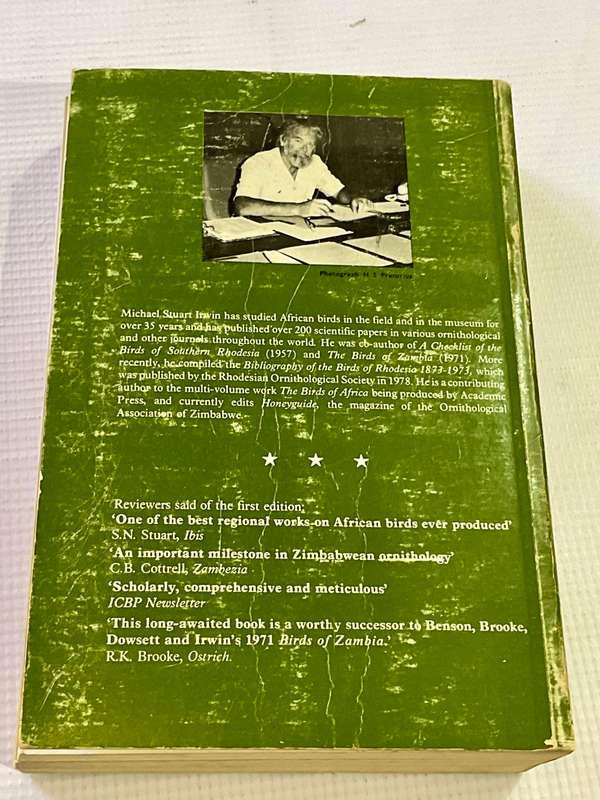 Photograph H S Pretorius
Michael Stuart Irwin has studied African birds in the field and in the museum for
over 35 years and has published over 200 scientific papers in various ornithological
and other journals throughout the world. He was co-author of A Checklist of the
Birds of Southern Rhodesia (1957) and The Birds of Zambia (1971). More
recently, he compiled the Bibliography of the Birds of Rhodesia 1873-1973, which
was published by the Rhodesian Ornithological Society in 1978. He is a contributing
author to the multi-volume work The Birds of Africa being produced by Academic
Press, and currently edits Honeyguide, the magazine of the Ornithological
Association of Zimbabwe.
Reviewers said of the first edition:
'One of the best regional works on African birds ever produced'
S.N. Stuart, Ibis
'An important milestone in Zimbabwean ornithology'
C.B. Cottrell, Zambezia
'Scholarly, comprehensive and meticulous'
ICBP Newsletter
'This long-awaited book is a worthy successor to Benson, Brooke,
Dowsett and Irwin's 1971 Birds of Zambia.'
R.K. Brooke, Ostrich.